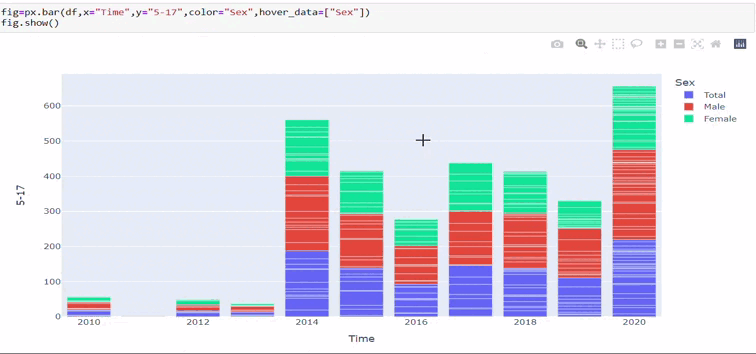 fig=px.bar(df,x="Time",y="5-17",color="Sex",hover_data=["Sex"])
fig.show()
Sex
Total
Male
Female
600
500
400
300
200
100
0
5-17
2010
2012
2014
2016
2018
2020
Time